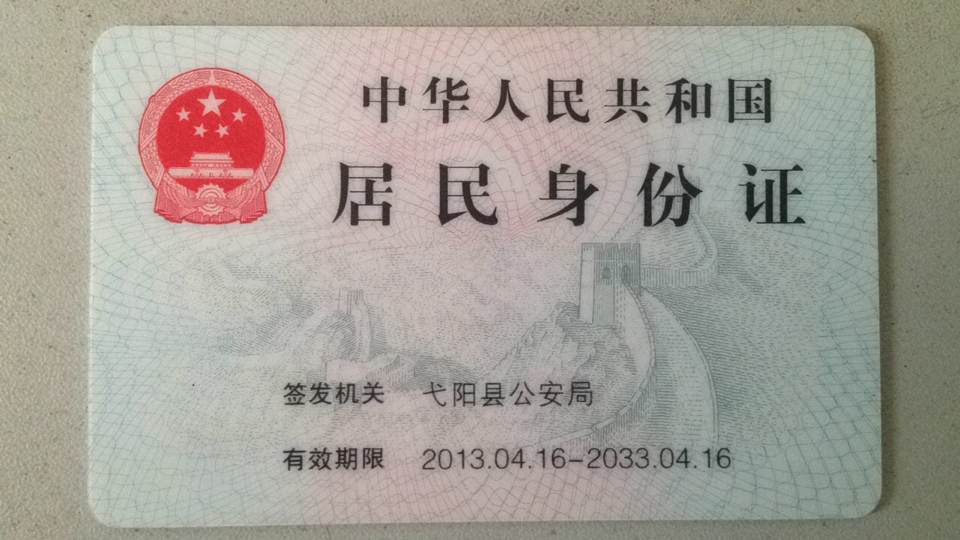 中华人民共和国
居民身份证
签发机关 弋阳县公安局
有效期限 2013.04.16-2033.04.16